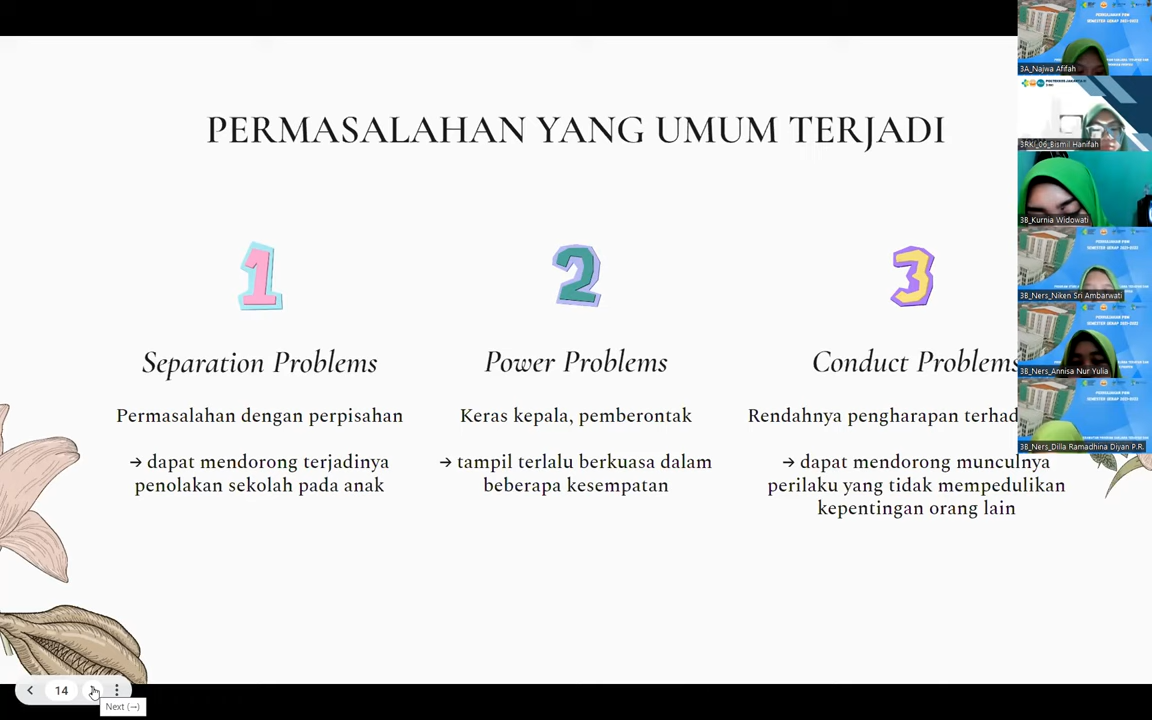 PERMASALAHAN YANG UMUM TERJADI
1
2
3
Separation Problems
Power Problems
Conduct Problems
Permasalahan dengan perpisahan
Keras kepala, pemberontak
Rendahnya pengharapan
→ dapat mendorong terjadinya
penolakan sekolah pada anak
→ tampil terlalu berkuasa dalam
beberapa kesempatan
→ dapat mendorong munculnya
perilaku yang tidak mempedulikan
kepentingan orang lain
3A_Najwa Afifah
3RKI_06_Bismil Hanifah
3B_Kurnia Widowati
3B_Ners_Niken Sri Ambarwati
3B_Ners_Annisa Nur Yulia
3B_Ners_Dilla Ramadhina Diyan P.R.
14
Next (→)